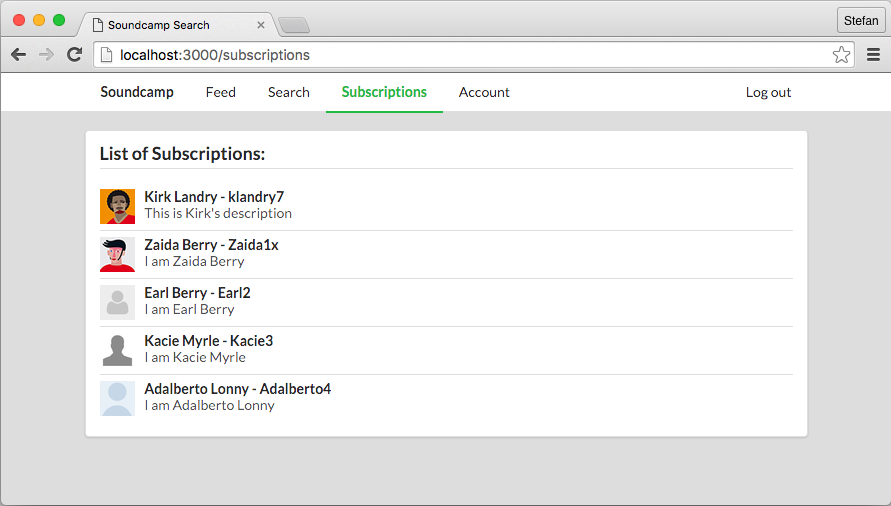 Soundcamp Search
Stefan
localhost:3000/subscriptions
Soundcamp Feed Search Subscriptions Account Log out
List of Subscriptions:
Kirk Landry - klandry7
This is Kirk's description
Zaida Berry - Zaida1x
I am Zaida Berry
Earl Berry - Earl2
I am Earl Berry
Kacie Myrle - Kacie3
I am Kacie Myrle
Adalberto Lonny - Adalberto4
I am Adalberto Lonny